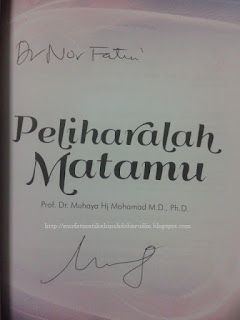 Dr Nor Fatin
Peliharalah
Matamu
Prof. Dr. Muhaya Hj Mohamad M.D., Ph.D.